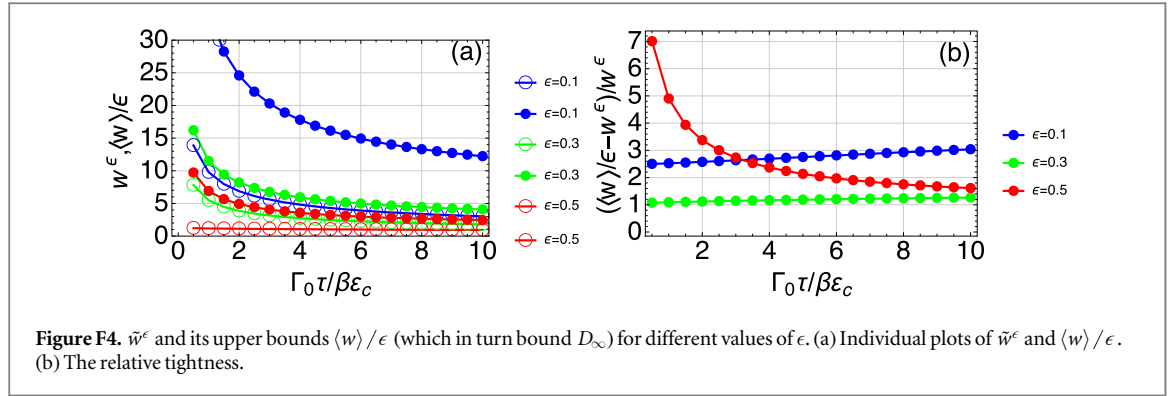 30
25
20
15
10
5
0
w^ϵ,⟨w⟩/ϵ
(a)
0 2 4 6 8 10
Γ₀τ/βε_c
ϵ=0.1
ϵ=0.1
ϵ=0.3
ϵ=0.3
ϵ=0.5
ϵ=0.5
7
6
5
4
3
2
1
0
(⟨w⟩/ϵ−w^ϵ)/w^ϵ
(b)
2 4 6 8 10
Γ₀τ/βε_c
ϵ=0.1
ϵ=0.3
ϵ=0.5
Figure F4. w̃^ϵ and its upper bounds ⟨w⟩/ϵ (which in turn bound D_∞) for different values of ϵ. (a) Individual plots of w̃^ϵ and ⟨w⟩/ϵ.
(b) The relative tightness.